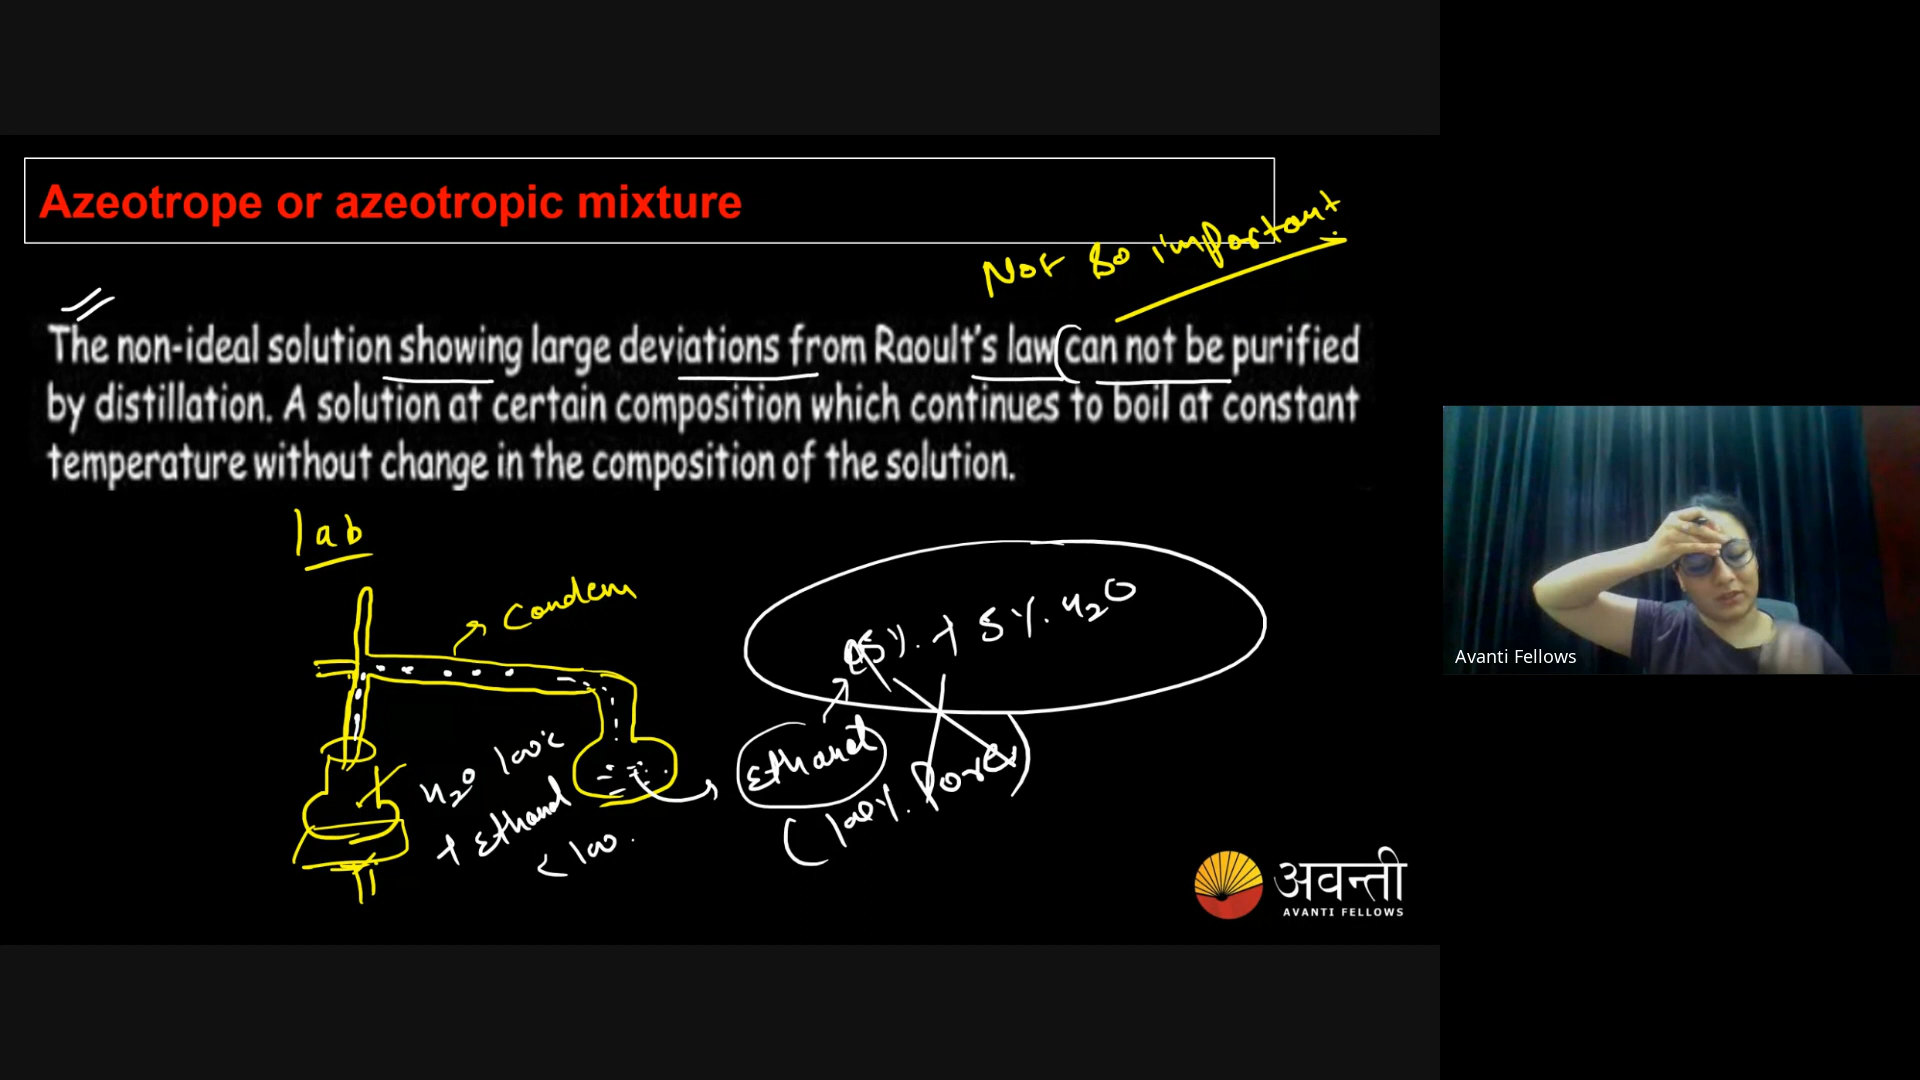 Azeotrope or azeotropic mixture
Not so important
The non-ideal solution showing large deviations from Raoult's law can not be purified
by distillation. A solution at certain composition which continues to boil at constant
temperature without change in the composition of the solution.
lab
Conden
95% + 5% H2O
H2O 100°C
+ Ethanol
< 100
Ethanol
(100% Pore)
Avanti Fellows
अवन्ती
AVANTI FELLOWS